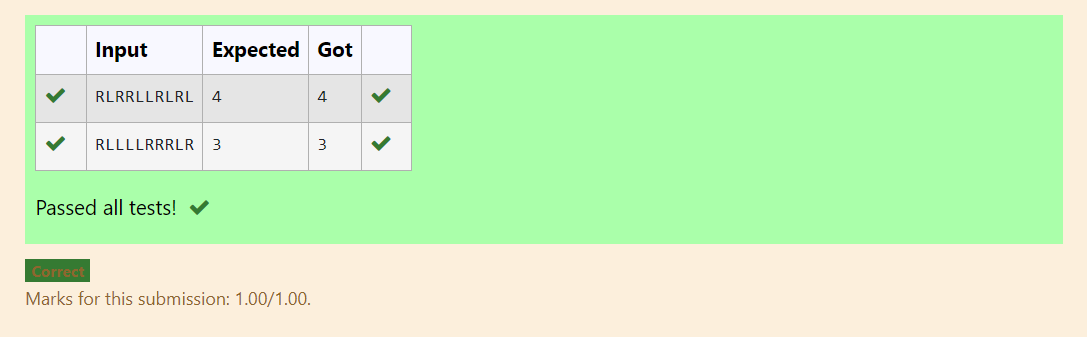 Input Expected Got
RLRRLLRLRL 4 4
RLLLLRRRLR 3 3
Passed all tests!
Correct
Marks for this submission: 1.00/1.00.